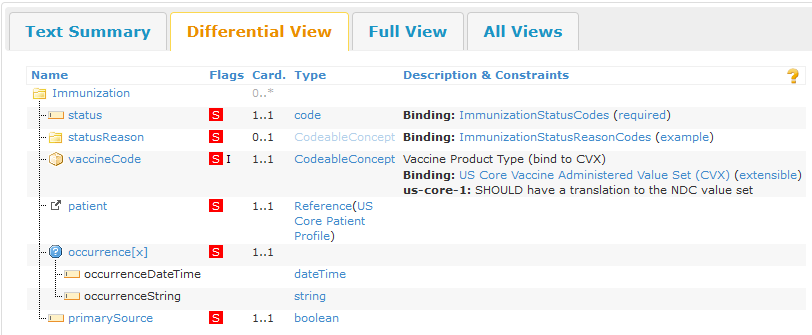 Text Summary Differential View Full View All Views
Name Flags Card. Type Description & Constraints ?
Immunization 0..*
status S 1..1 code Binding: ImmunizationStatusCodes (required)
statusReason S 0..1 CodeableConcept Binding: ImmunizationStatusReasonCodes (example)
vaccineCode S I 1..1 CodeableConcept Vaccine Product Type (bind to CVX)
Binding: US Core Vaccine Administered Value Set (CVX) (extensible)
us-core-1: SHOULD have a translation to the NDC value set
patient S 1..1 Reference(US
Core Patient
Profile)
? occurrence[x] S 1..1
occurrenceDateTime dateTime
occurrenceString string
primarySource S 1..1 boolean